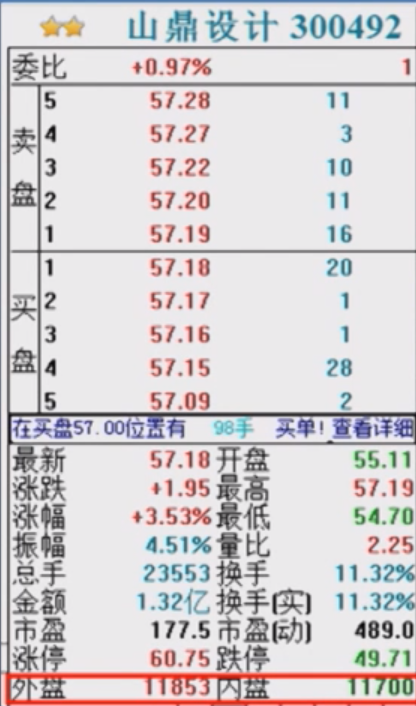 山鼎设计 300492
委比 +0.97% 1
卖盘
5 57.28 11
4 57.27 3
3 57.22 10
2 57.20 11
1 57.19 16
买盘
1 57.18 20
2 57.17 1
3 57.16 1
4 57.15 28
5 57.09 2
在买盘57.00位置有 98手 买单! 查看详细
最新 57.18 开盘 55.11
涨跌 +1.95 最高 57.19
涨幅 +3.53% 最低 54.70
振幅 4.51% 量比 2.25
总手 23553 换手 11.32%
金额 1.32亿 换手(实) 11.32%
市盈 177.5 市盈(动) 489.0
涨停 60.75 跌停 49.71
外盘 11853 内盘 11700